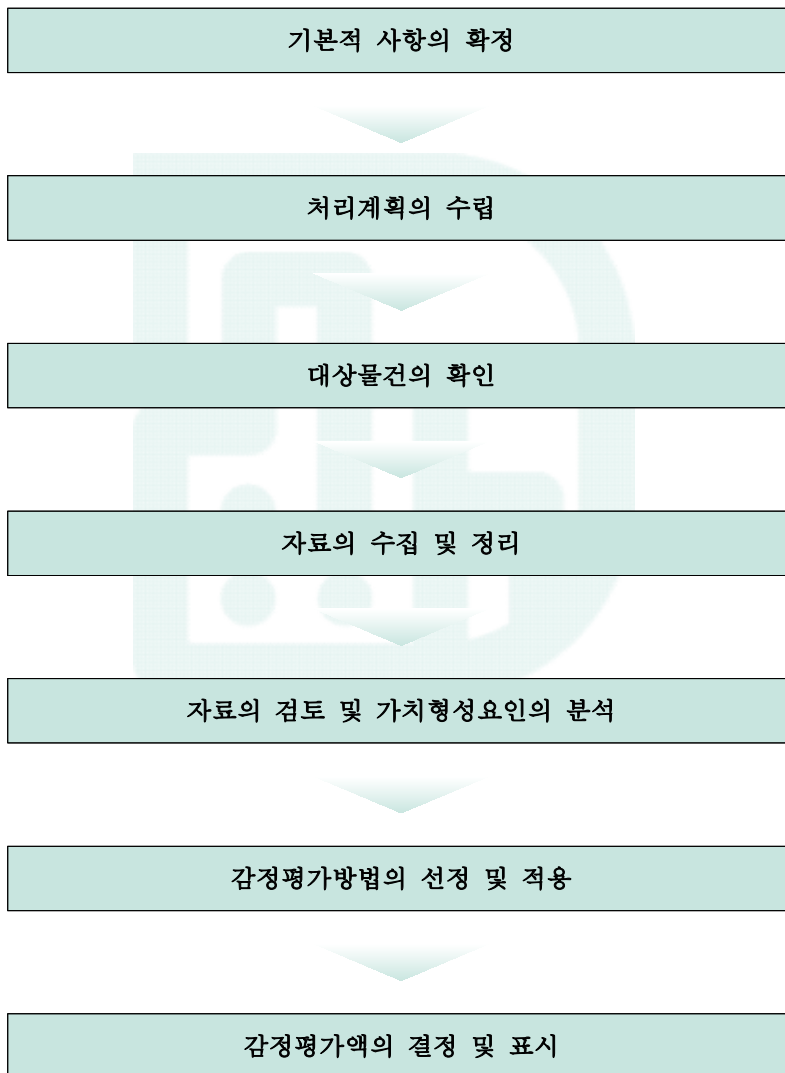 기본적 사항의 확정
처리계획의 수립
대상물건의 확인
자료의 수집 및 정리
자료의 검토 및 가치형성요인의 분석
감정평가방법의 선정 및 적용
감정평가액의 결정 및 표시